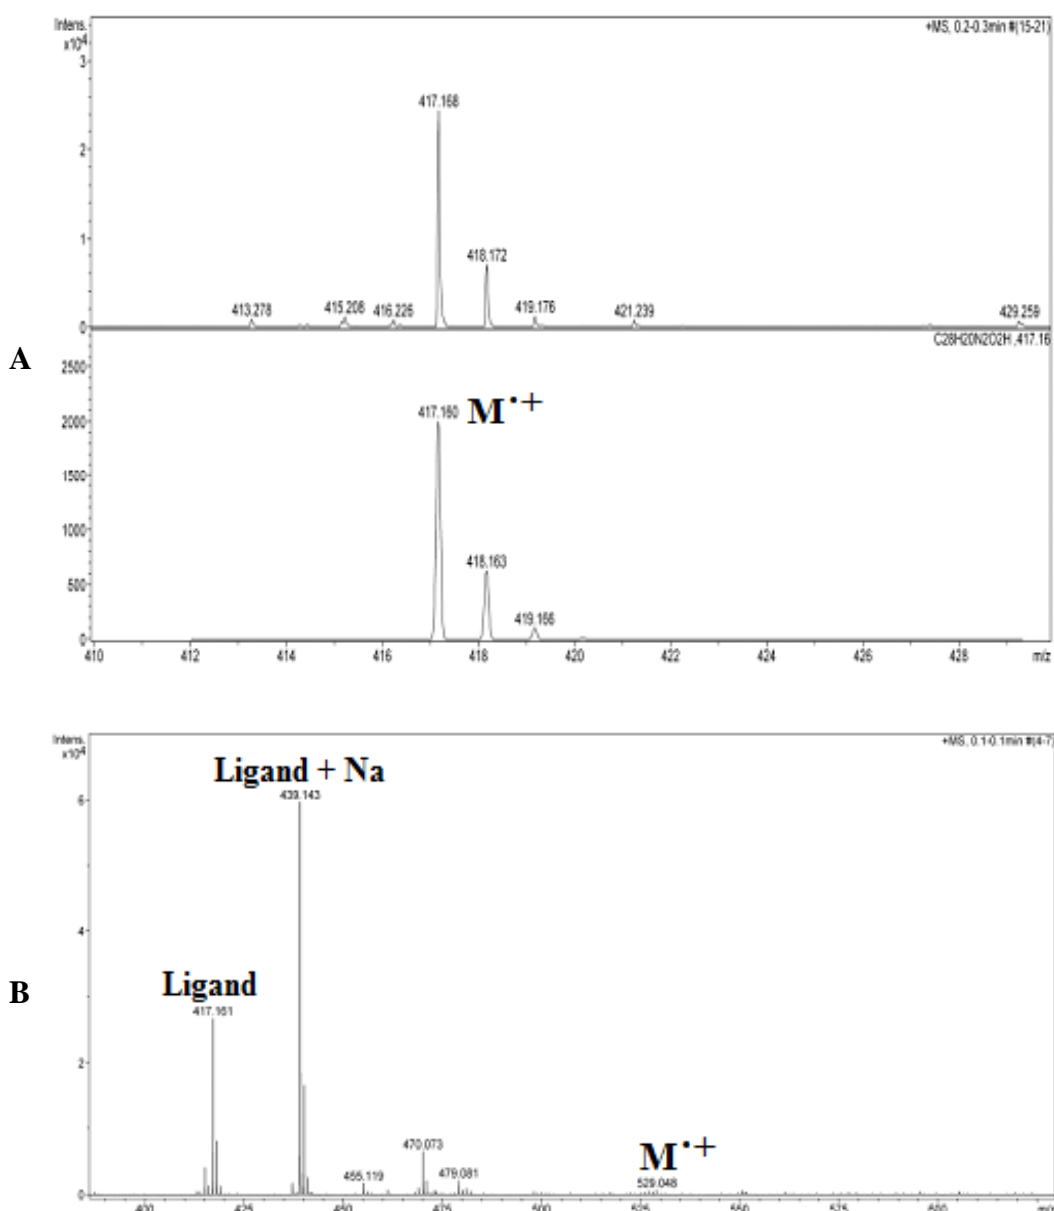 Intens.
x10⁴
+MS, 0.2-0.3min #(15-21)
3
417.168
2
1
418.172
413.278
415.208
416.226
419.176
421.239
429.259
0
A
C28H20N2O2H ,417.16
2500
417.160
M·+
2000
1500
1000
418.163
500
419.166
0
410 412 414 416 418 420 422 424 426 428 m/z
Intens.
x10⁴
+MS, 0.1-0.1min #(4-7)
Ligand + Na
439.143
6
4
B
Ligand
417.161
2
470.073
M·+
455.119
479.081
529.048
0
400 425 450 475 500 525 550 575 600